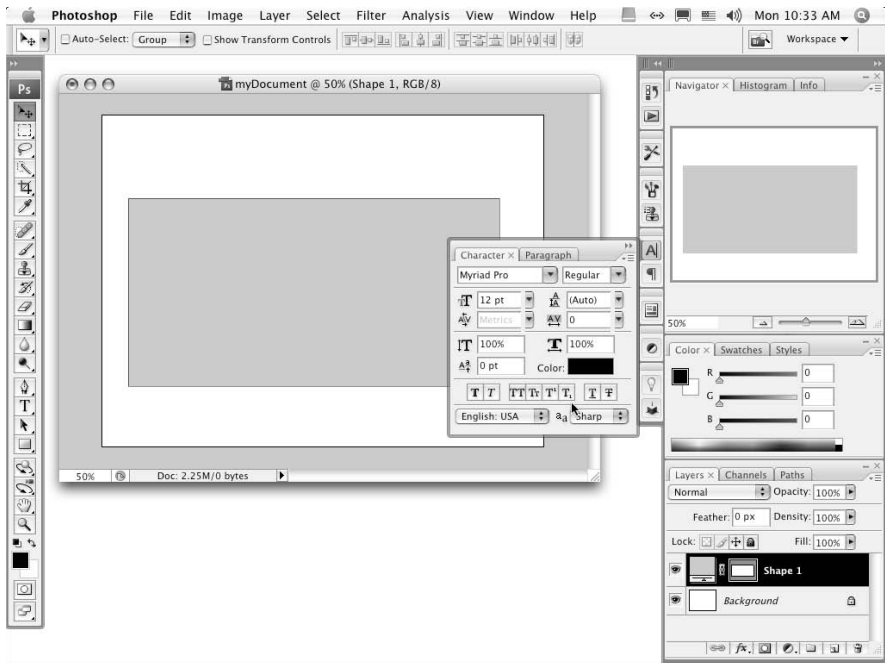 Photoshop File Edit Image Layer Select Filter Analysis View Window Help Mon 10:33 AM
Auto-Select: Group Show Transform Controls Workspace
Ps
myDocument @ 50% (Shape 1, RGB/8)
50% Doc: 2.25M/0 bytes
T
Character × Paragraph
Myriad Pro Regular
12 pt (Auto)
Metrics 0
100% 100%
0 pt Color:
T T TT Tr T¹ T₁ T T
English: USA aa Sharp
A
Navigator × Histogram Info
50%
Color × Swatches Styles
R 0
G 0
B 0
Layers × Channels Paths
Normal Opacity: 100%
Feather: 0 px Density: 100%
Lock: Fill: 100%
Shape 1
Background
fx.